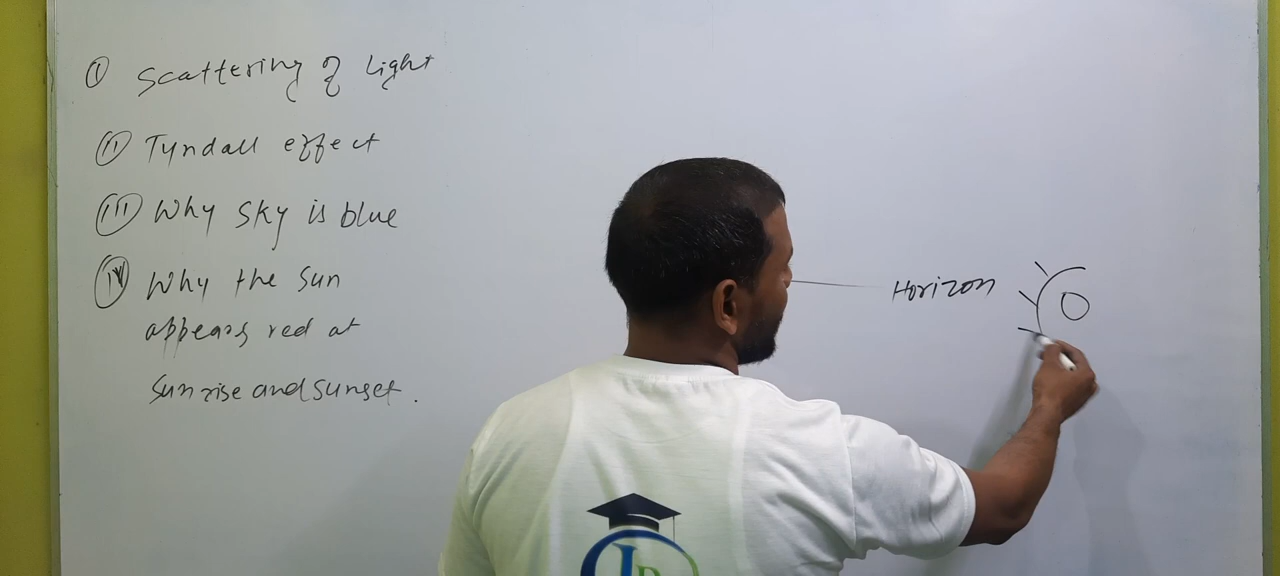 (I) Scattering of Light
(II) Tyndall effect
(III) Why Sky is blue
(IV) Why the Sun
appears red at
Sunrise and sunset.
Horizon